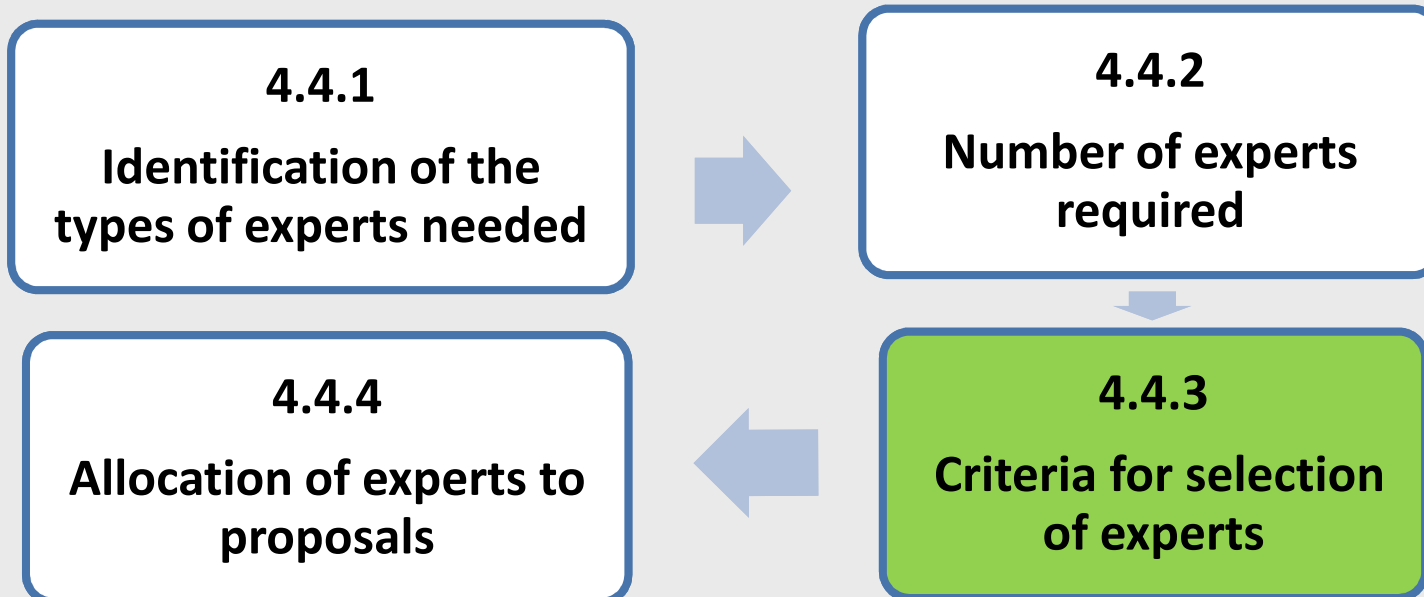 4.4.1
Identification of the
types of experts needed
4.4.2
Number of experts
required
4.4.3
Criteria for selection
of experts
4.4.4
Allocation of experts to
proposals